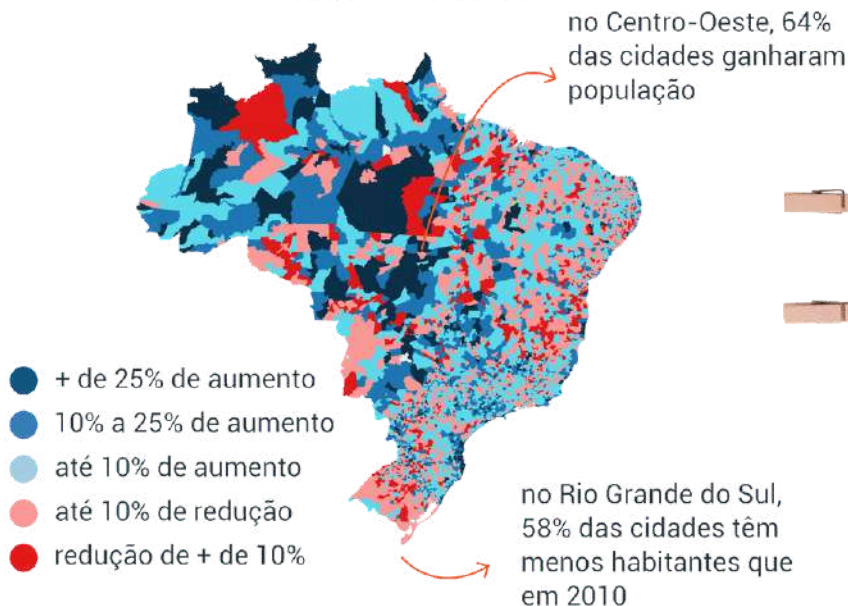 no Centro-Oeste, 64%
das cidades ganharam
população
+ de 25% de aumento
10% a 25% de aumento
até 10% de aumento
até 10% de redução
redução de + de 10%
no Rio Grande do Sul,
58% das cidades têm
menos habitantes que
em 2010